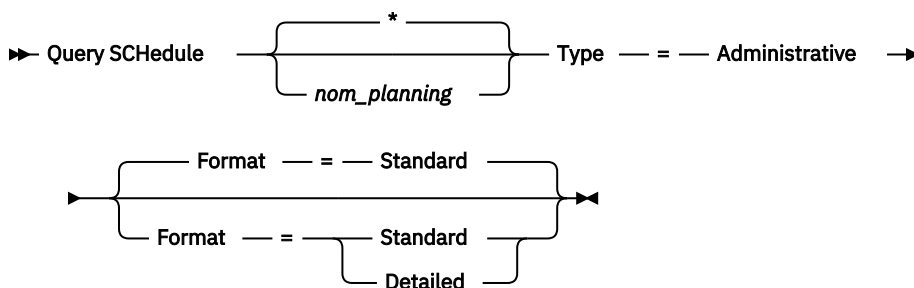 *
Query SCHedule Type = Administrative
nom_planning
Format = Standard
Format = Standard
Detailed